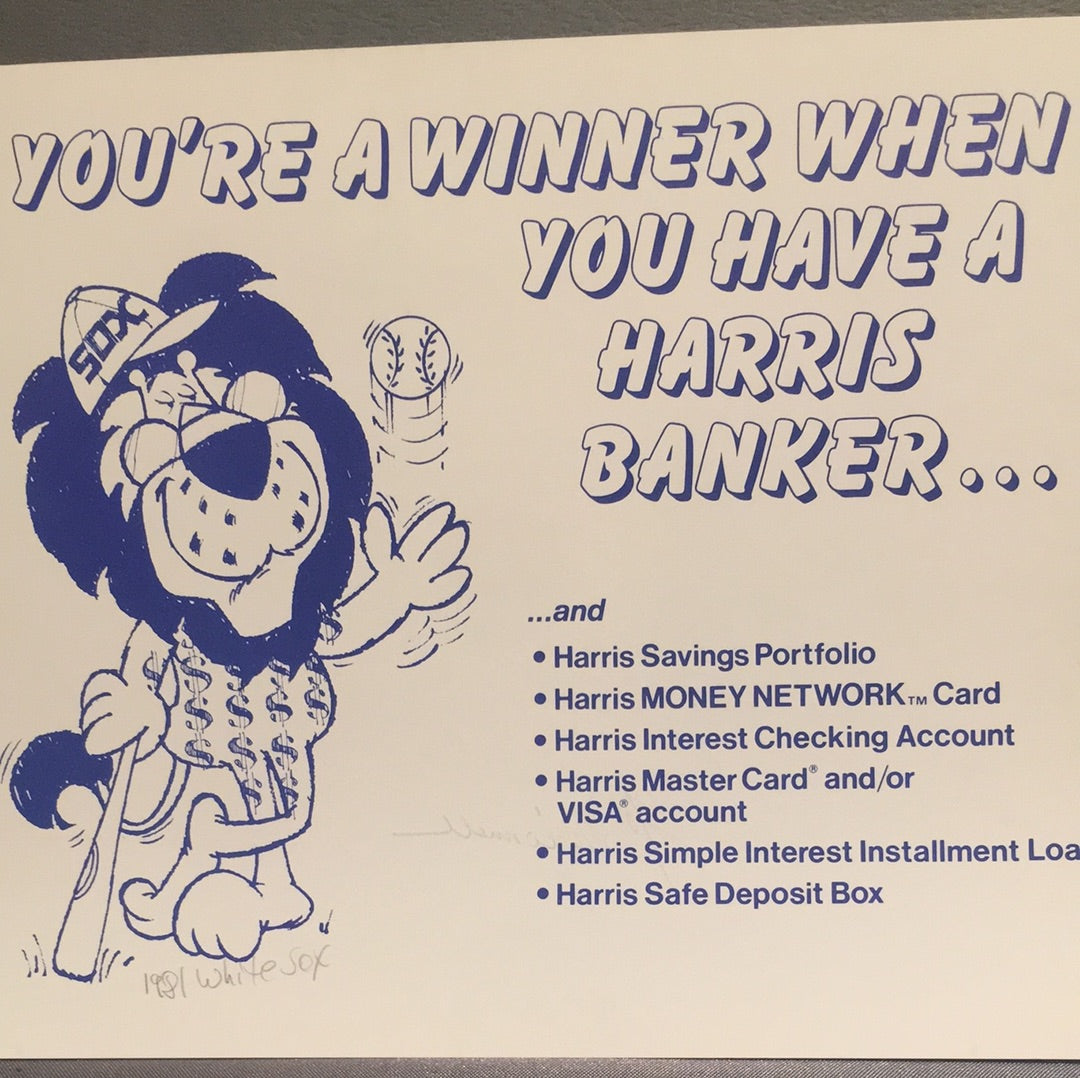 YOU'RE A WINNER WHEN
YOU HAVE A
HARRIS
BANKER...
SOX
...and
• Harris Savings Portfolio
• Harris MONEY NETWORK™ Card
• Harris Interest Checking Account
• Harris Master Card® and/or
VISA® account
• Harris Simple Interest Installment Loa
• Harris Safe Deposit Box
1981 White Sox